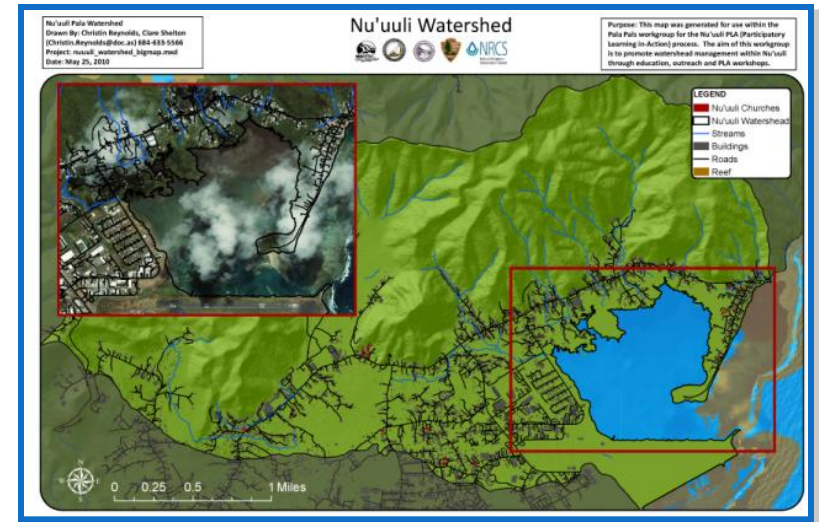 Nu'uuli Pala Watershed
Drawn By: Christin Reynolds, Clare Shelton
(Christin.Reynolds@doc.as) 684-633-5566
Project: nuuuli_watershed_bigmap.mxd
Date: May 25, 2010
Nu'uuli Watershed
NRCS
Purpose: This map was generated for use within the
Pala Pals workgroup for the Nu'uuli PLA (Participatory
Learning in-Action) process. The aim of this workgroup
is to promote watershed management within Nu'uuli
through education, outreach and PLA workshops.
LEGEND
Nu'uuli Churches
Nu'uuli Watershed
Streams
Buildings
Roads
Reef
N
W
E
S
0 0.25 0.5 1 Miles